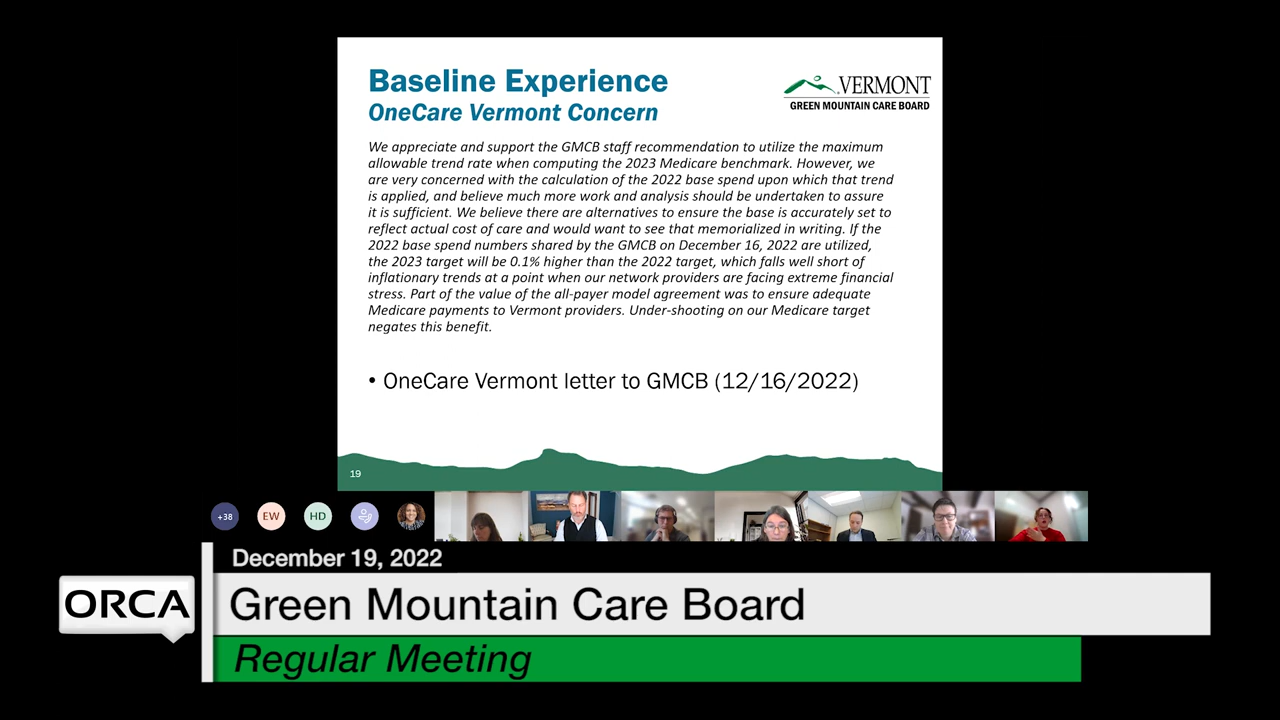 Baseline Experience
OneCare Vermont Concern
VERMONT
GREEN MOUNTAIN CARE BOARD
We appreciate and support the GMCB staff recommendation to utilize the maximum
allowable trend rate when computing the 2023 Medicare benchmark. However, we
are very concerned with the calculation of the 2022 base spend upon which that trend
is applied, and believe much more work and analysis should be undertaken to assure
it is sufficient. We believe there are alternatives to ensure the base is accurately set to
reflect actual cost of care and would want to see that memorialized in writing. If the
2022 base spend numbers shared by the GMCB on December 16, 2022 are utilized,
the 2023 target will be 0.1% higher than the 2022 target, which falls well short of
inflationary trends at a point when our network providers are facing extreme financial
stress. Part of the value of the all-payer model agreement was to ensure adequate
Medicare payments to Vermont providers. Under-shooting on our Medicare target
negates this benefit.
• OneCare Vermont letter to GMCB (12/16/2022)
19
+38
EW
HD
December 19, 2022
ORCA
Green Mountain Care Board
Regular Meeting